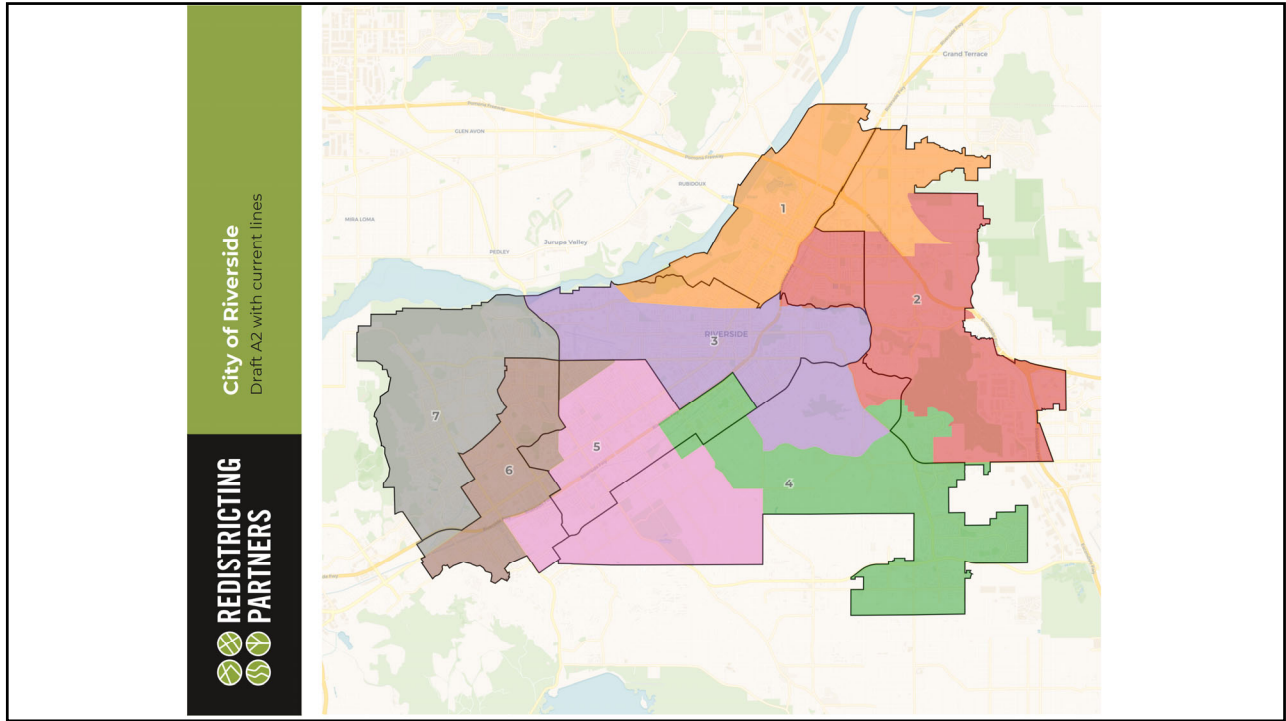 City of Riverside
Draft A2 with current lines
REDISTRICTING
PARTNERS
Grand Terrace
GLEN AVON
RUBIDOUX
MIRA LOMA
PEDLEY
Jurupa Valley
RIVERSIDE
1
2
3
4
5
6
7